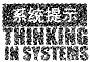 系统提示
THINKING
IN SYSTEMS